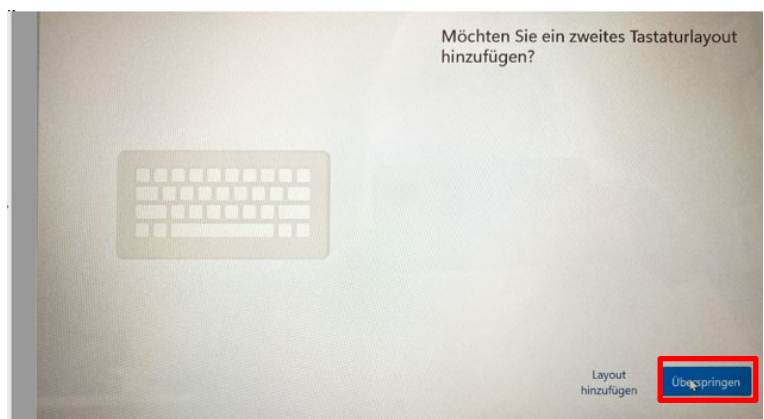 Möchten Sie ein zweites Tastaturlayout
hinzufügen?
Layout
hinzufügen
Überspringen